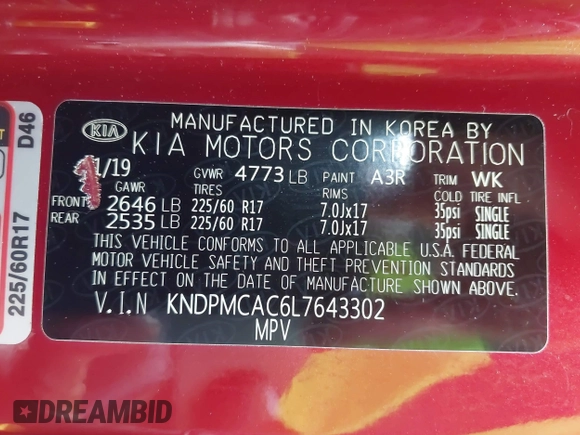 MANUFACTURED IN KOREA BY
KIA KIA MOTORS CORPORATION
1/19 GVWR 4773 LB PAINT A3R TRIM WK
GAWR TIRES RIMS COLD TIRE INFL
FRONT 2646 LB 225/60 R17 7.0Jx17 35psi SINGLE
REAR 2535 LB 225/60 R17 7.0Jx17 35psi SINGLE
THIS VEHICLE CONFORMS TO ALL APPLICABLE U.S.A. FEDERAL
MOTOR VEHICLE SAFETY AND THEFT PREVENTION STANDARDS
IN EFFECT ON THE DATE OF MANUFACTURE SHOWN ABOVE.
V.I.N KNDPMCAC6L7643302
MPV
225/60R17 D46
DREAMBID